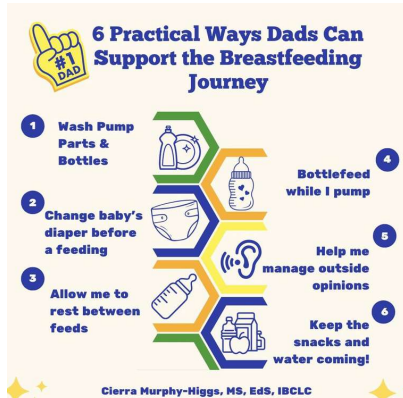 #1
DAD
6 Practical Ways Dads Can
Support the Breastfeeding
Journey
1
Wash Pump
Parts &
Bottles
2
Change baby's
diaper before
a feeding
3
Allow me to
rest between
feeds
4
Bottlefeed
while I pump
5
Help me
manage outside
opinions
6
Keep the
snacks and
water coming!
Cierra Murphy-Higgs, MS, EdS, IBCLC